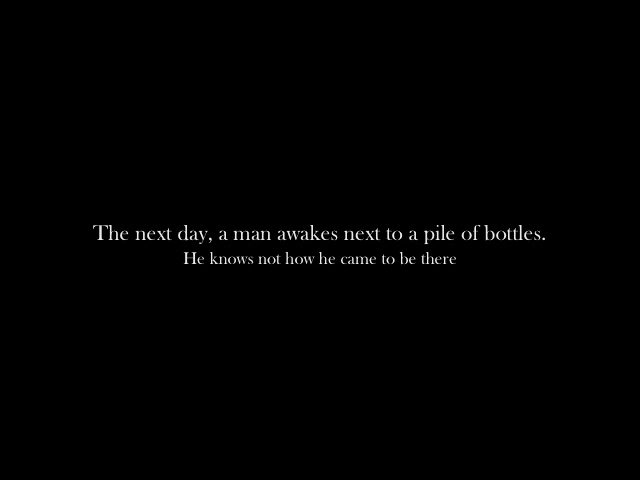 The next day, a man awakes next to a pile of bottles.
He knows not how he came to be there